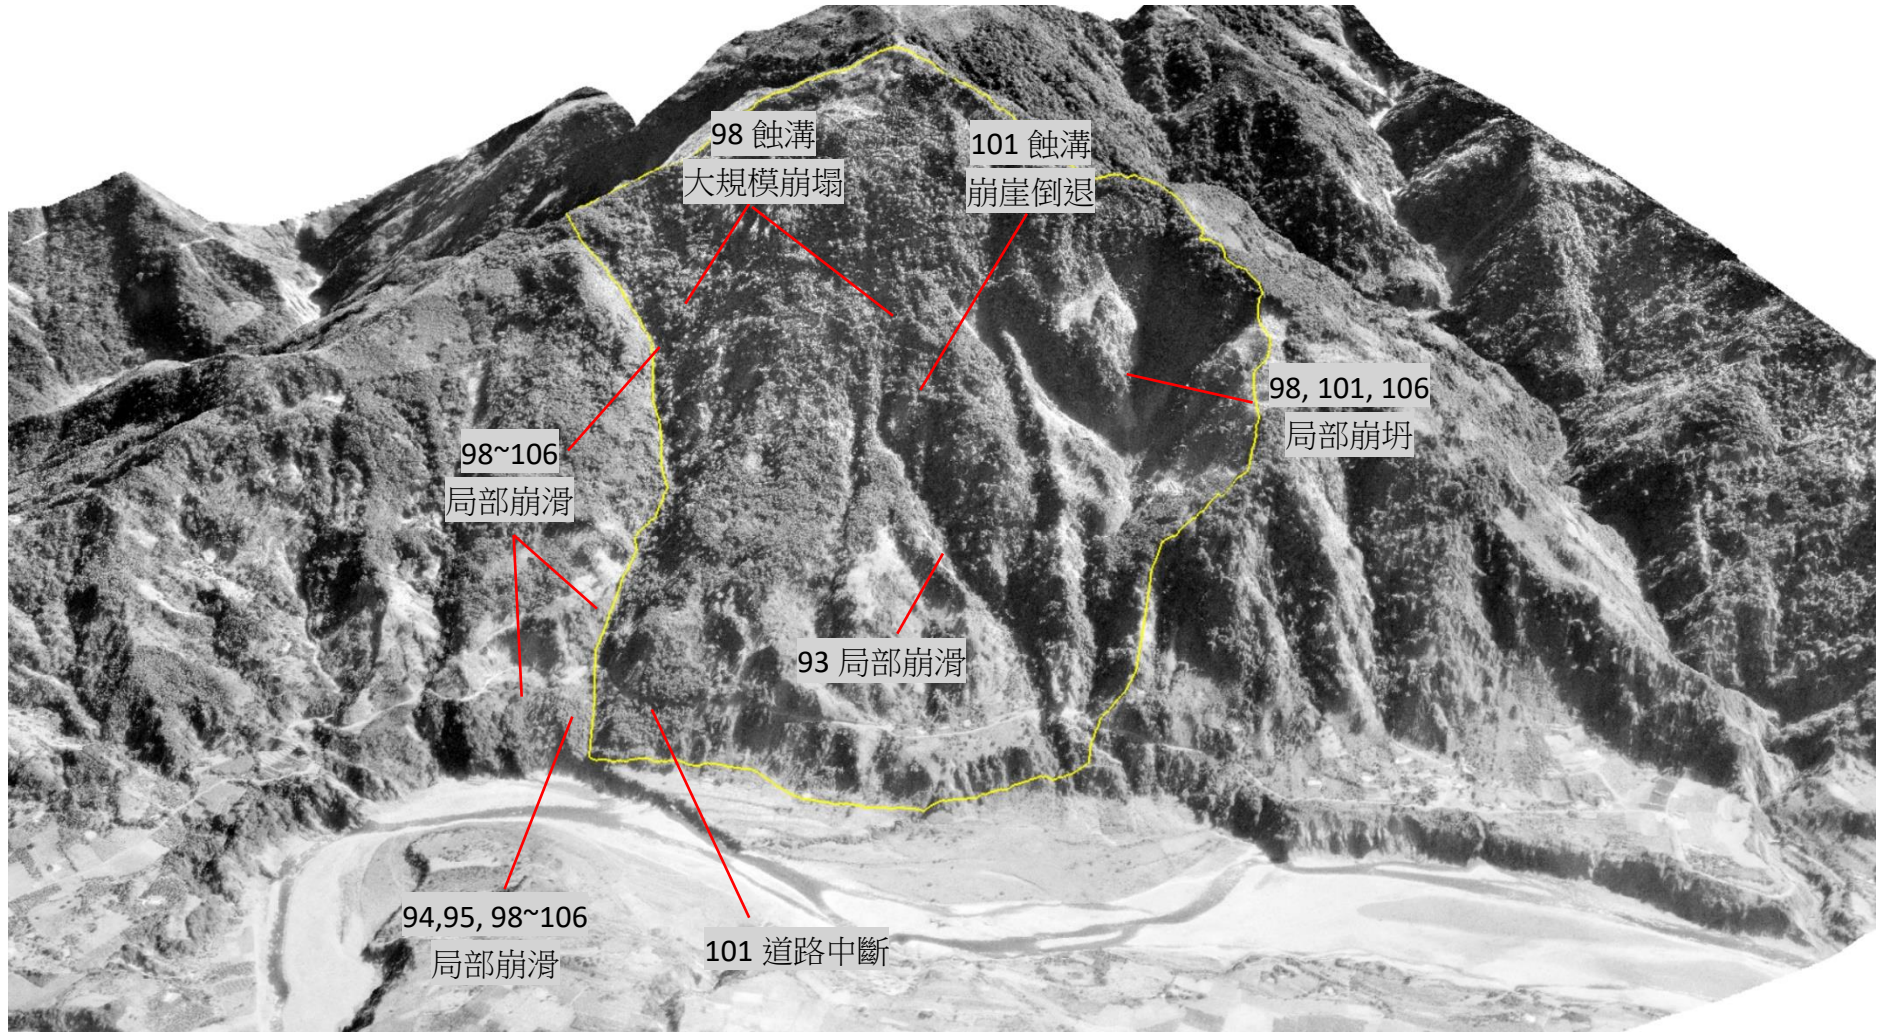 98 蝕溝
大規模崩塌
101 蝕溝
崩崖倒退
98, 101, 106
局部崩坍
98~106
局部崩滑
93 局部崩滑
94,95, 98~106
局部崩滑
101 道路中斷